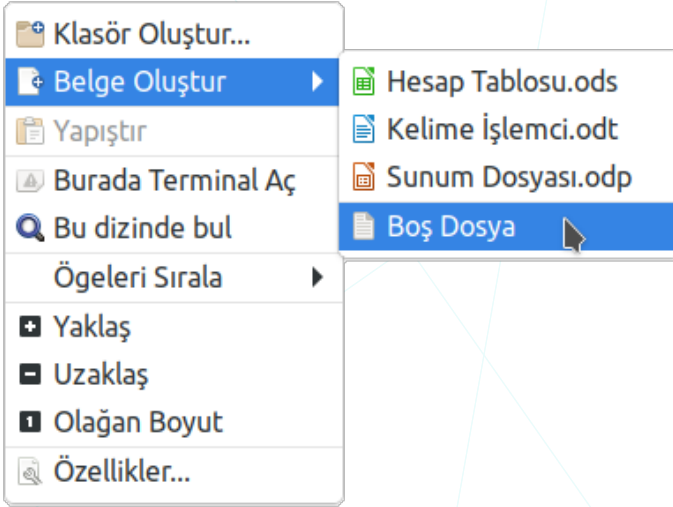 Klasör Oluştur...
Belge Oluştur
Yapıştır
Burada Terminal Aç
Bu dizinde bul
Ögeleri Sırala
Yaklaş
Uzaklaş
Olağan Boyut
Özellikler...
Hesap Tablosu.ods
Kelime İşlemci.odt
Sunum Dosyası.odp
Boş Dosya